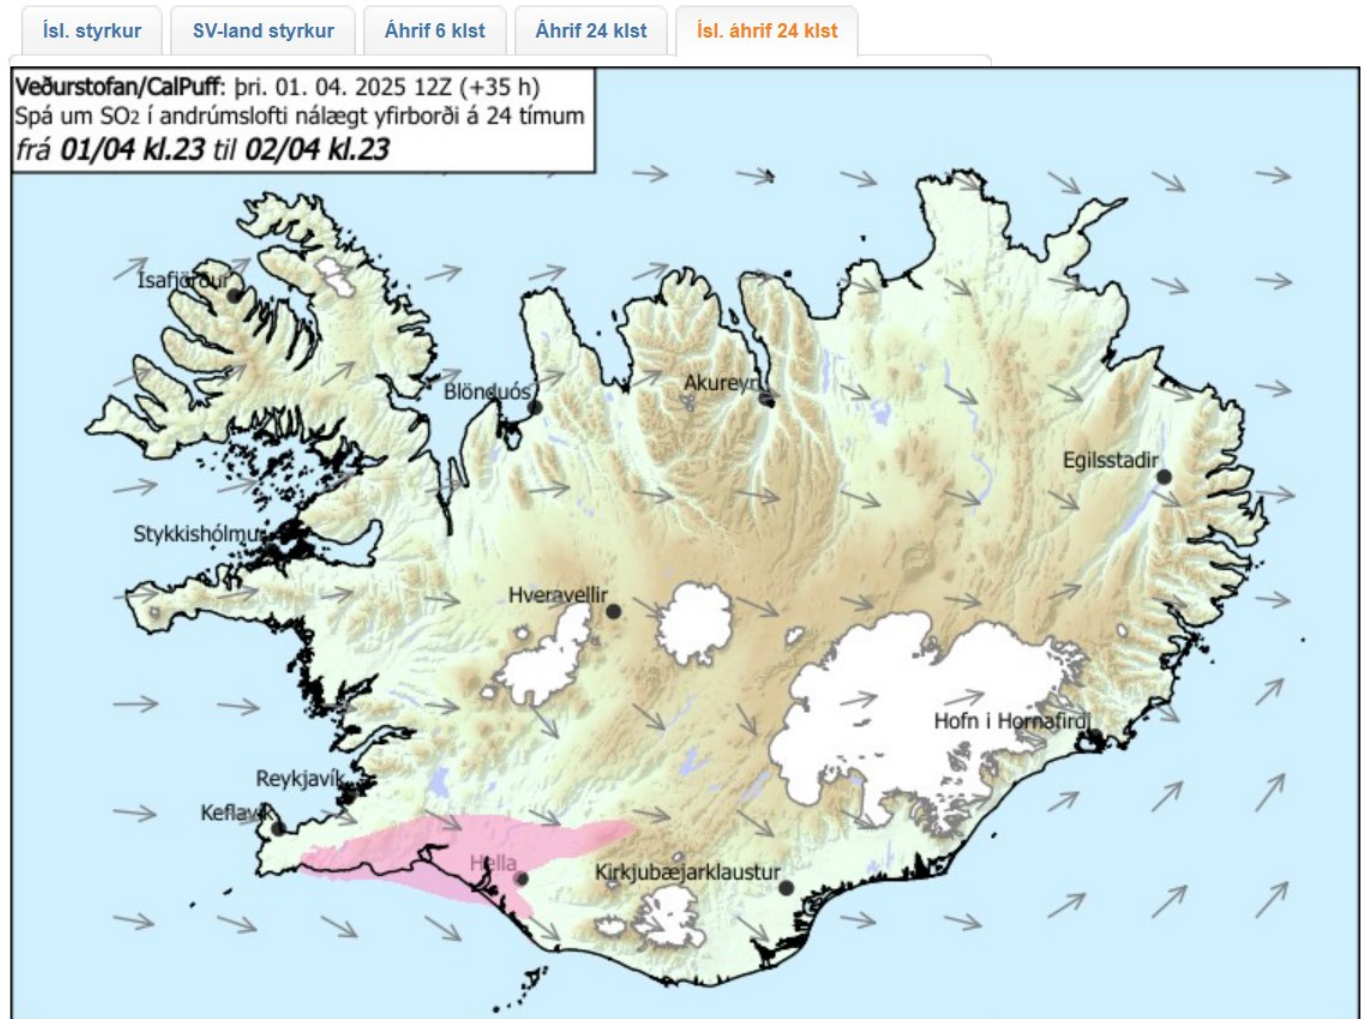 Ísl. styrkur
SV-land styrkur
Áhrif 6 klst
Áhrif 24 klst
Ísl. áhrif 24 klst
Veðurstofan/CalPuff: þri. 01. 04. 2025 12Z (+35 h)
Spá um SO2 í andrúmslofti nálægt yfirborði á 24 tímum
frá 01/04 kl.23 til 02/04 kl.23
Ísafjörður
Blönduós
Akureyri
Egilsstadir
Stykkishólmur
Hveravellir
Hofn i Hornafirdi
Reykjavík
Keflavik
Hella
Kirkjubæjarklaustur